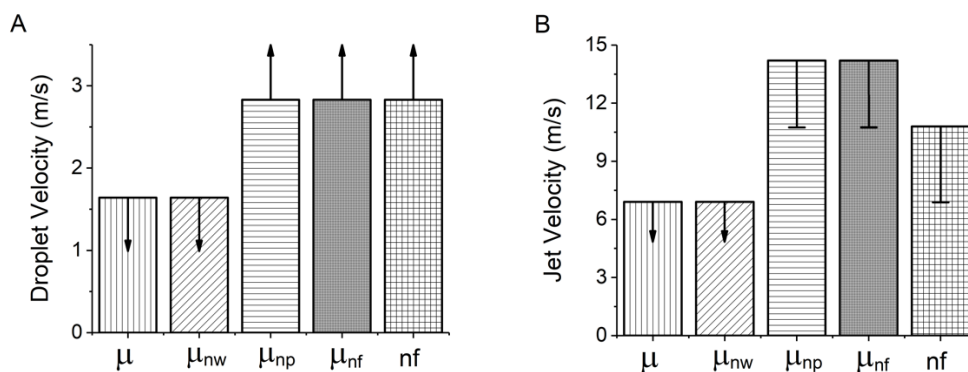 A
Droplet Velocity (m/s)
3
2
1
0
μ μnw μnp μnf nf
B
Jet Velocity (m/s)
15
12
9
6
3
0
μ μnw μnp μnf nf